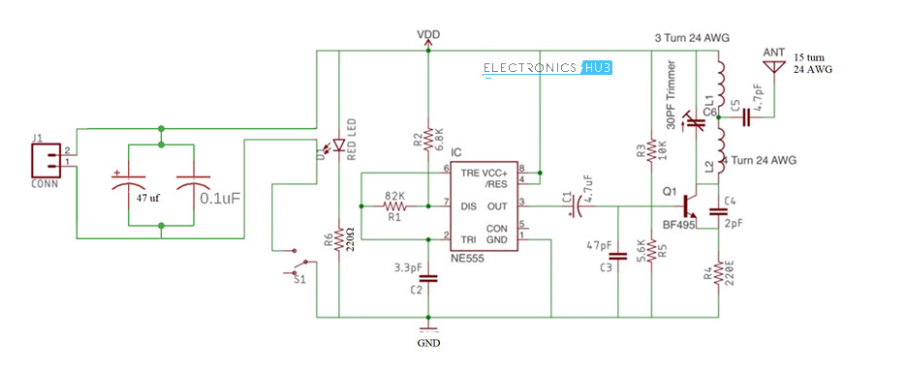 VDD
3 Turn 24 AWG
ANT
15 turn
24 AWG
ELECTRONICS HU3
30PF Trimmer
L1
C6
C5
4.7pF
J1
2
1
CONN
+
47 uf
0.1uF
D1
RED LED
R2
6.8K
IC
6
TRE
VCC+
8
/RES
4
82K
R1
7
DIS
OUT
3
CON
5
2
TRI
GND
1
NE555
C1
4.7uF
+
R3
10K
L2
4 Turn 24 AWG
Q1
BF495
C4
2pF
R6
220Ω
S1
3.3pF
C2
47pF
C3
5.6K
R5
R4
220E
GND